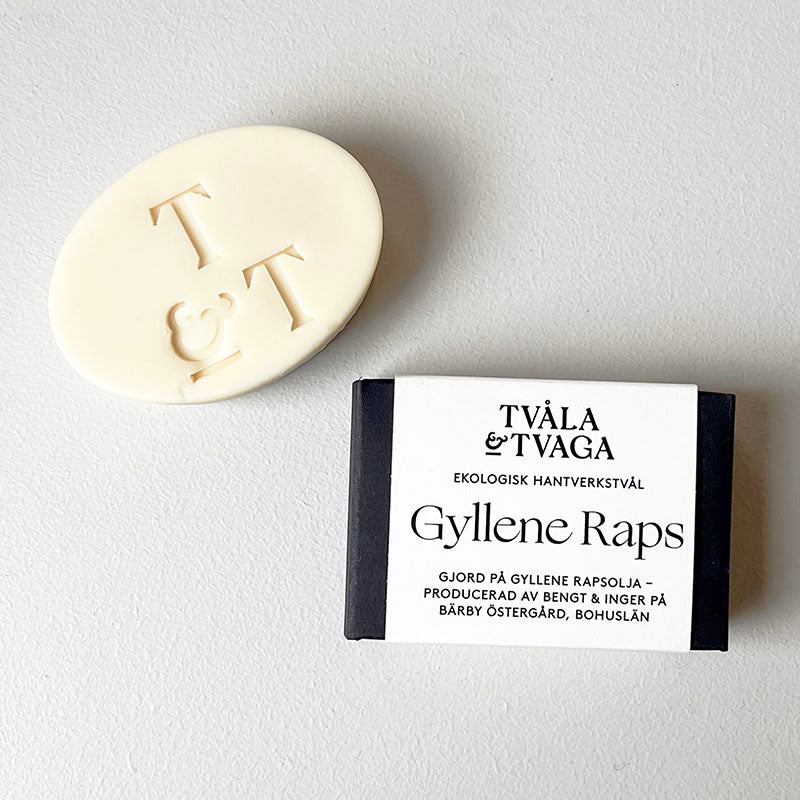 T
& T
TVÅLA
& TVAGA
EKOLOGISK HANTVERKSTVÅL
Gyllene Raps
GJORD PÅ GYLLENE RAPSOLJA –
PRODUCERAD AV BENGT & INGER PÅ
BÄRBY ÖSTERGÅRD, BOHUSLÄN